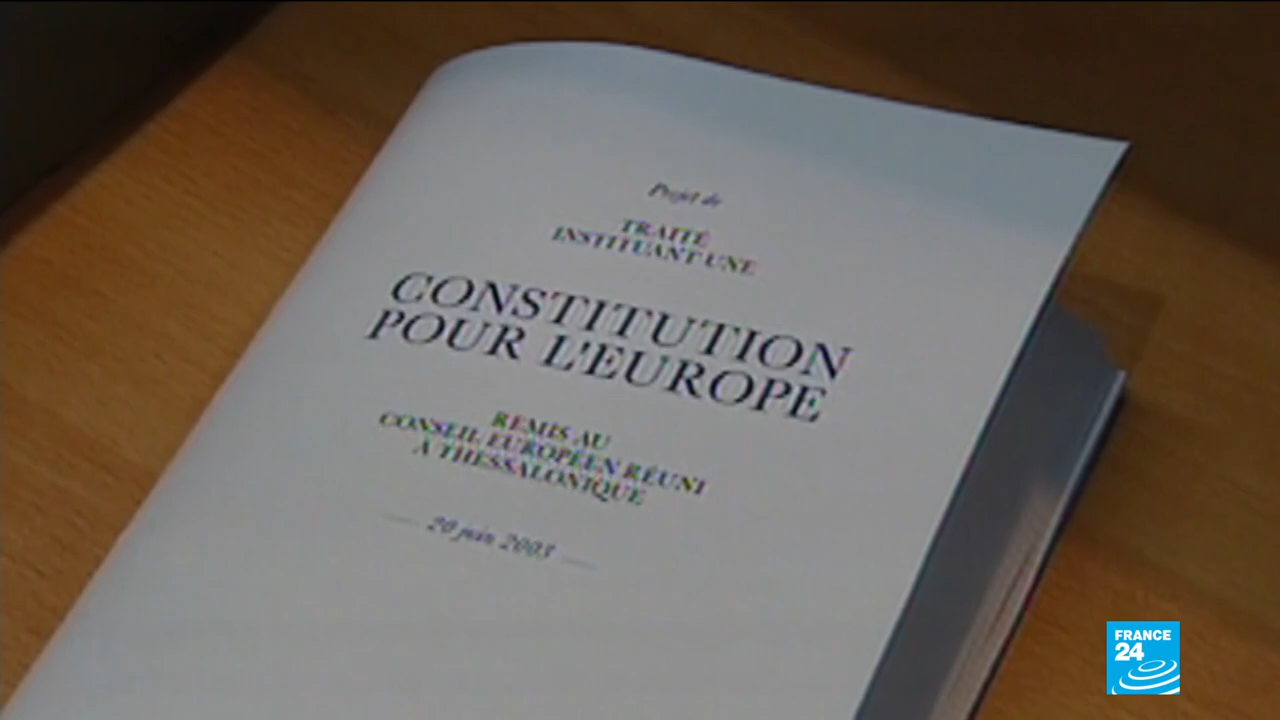 Projet de
TRAITÉ
INSTITUANT UNE
CONSTITUTION
POUR L'EUROPE
REMIS AU
CONSEIL EUROPÉEN RÉUNI
À THESSALONIQUE
20 juin 2003
FRANCE
24